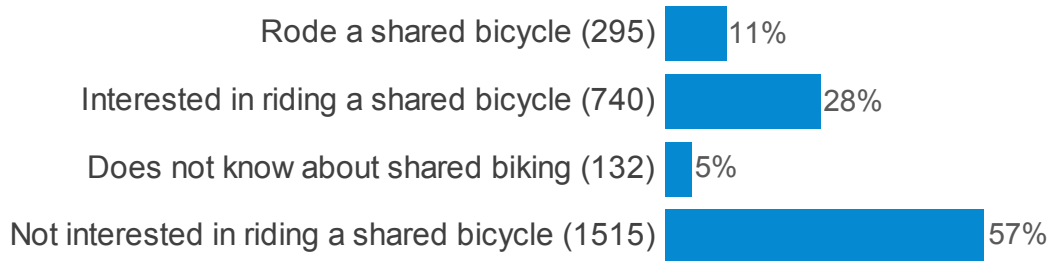 Rode a shared bicycle (295) 11%
Interested in riding a shared bicycle (740) 28%
Does not know about shared biking (132) 5%
Not interested in riding a shared bicycle (1515) 57%